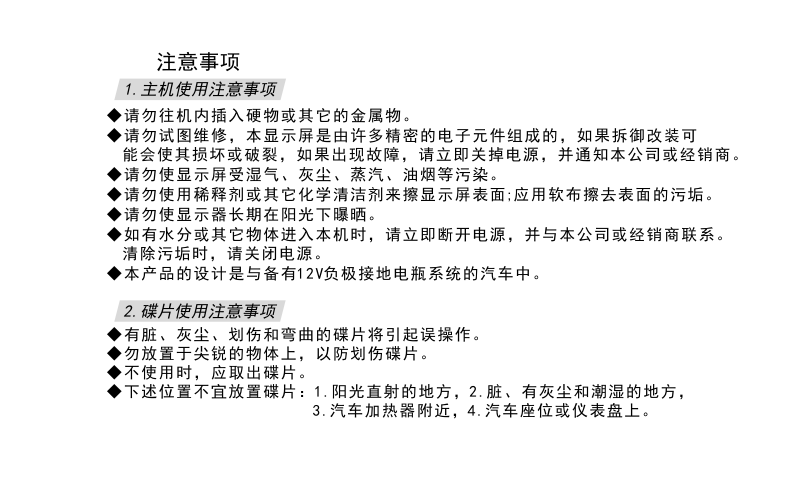 注意事项
1.主机使用注意事项
◆请勿往机内插入硬物或其它的金属物。
◆请勿试图维修，本显示屏是由许多精密的电子元件组成的，如果拆御改装可
能会使其损坏或破裂，如果出现故障，请立即关掉电源，并通知本公司或经销商。
◆请勿使显示屏受湿气、灰尘、蒸汽、油烟等污染。
◆请勿使用稀释剂或其它化学清洁剂来擦显示屏表面;应用软布擦去表面的污垢。
◆请勿使显示器长期在阳光下曝晒。
◆如有水分或其它物体进入本机时，请立即断开电源，并与本公司或经销商联系。
清除污垢时，请关闭电源。
◆本产品的设计是与备有12V负极接地电瓶系统的汽车中。
2.碟片使用注意事项
◆有脏、灰尘、划伤和弯曲的碟片将引起误操作。
◆勿放置于尖锐的物体上，以防划伤碟片。
◆不使用时，应取出碟片。
◆下述位置不宜放置碟片：1.阳光直射的地方，2.脏、有灰尘和潮湿的地方，
3.汽车加热器附近，4.汽车座位或仪表盘上。